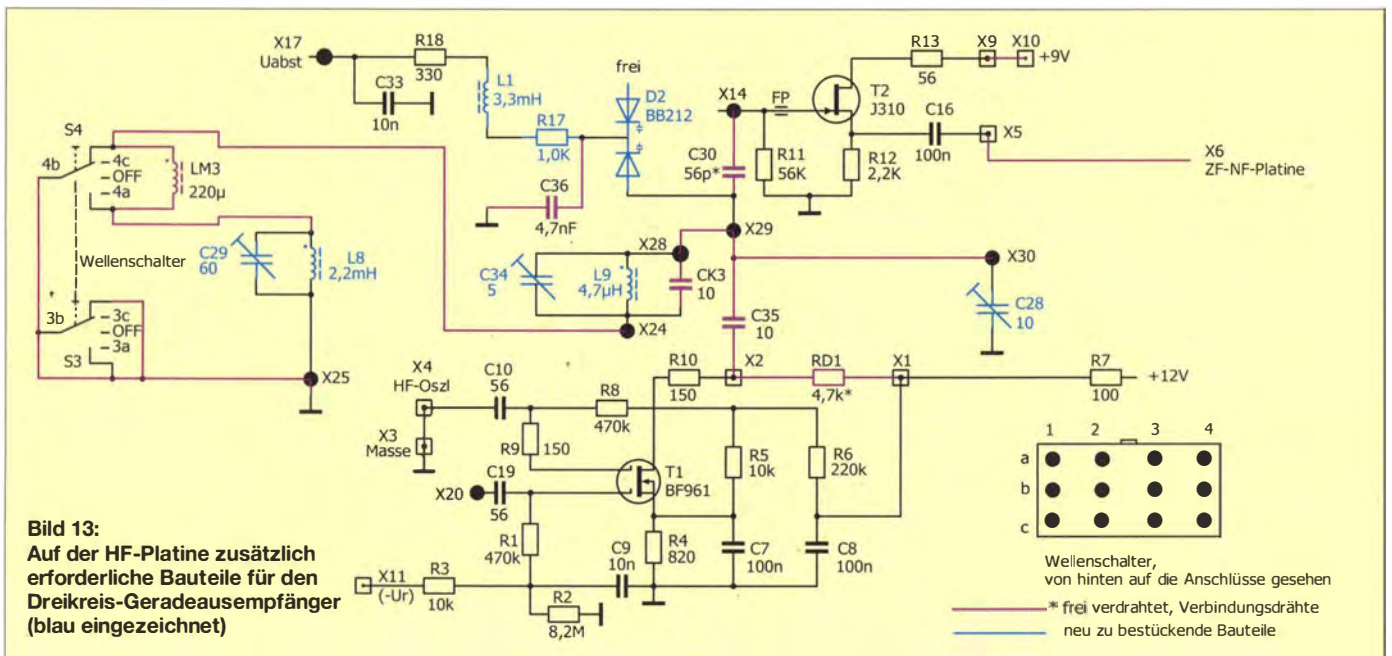 X17
Uabst
R18
330
C33
10n
L1
3,3mH
R17
1,0K
frei
D2
BB212
C36
4,7nF
X14
FP
R11
56K
C30
56p*
T2
J310
R13
56
X9
X10
+9V
C16
100n
R12
2,2K
X5
X6
ZF-NF-Platine
S4
4b
4c
OFF
4a
LM3
220µ
Wellenschalter
C29
60
L8
2,2mH
3b
3c
OFF
3a
S3
X25
X28
X29
C34
5
L9
4,7µH
CK3
10
X24
C35
10
X30
C28
10
X4
HF-Oszl
X3
Masse
C10
56
R9
150
R8
470k
R10
150
X2
RD1
4,7k*
X1
R7
100
+12V
X20
C19
56
T1
BF961
R5
10k
R6
220k
R1
470k
C9
10n
R4
820
C7
100n
C8
100n
X11
(-Ur)
R3
10k
R2
8,2M
1 2 3 4
a
b
c
Wellenschalter,
von hinten auf die Anschlüsse gesehen
* frei verdrahtet, Verbindungsdrähte
neu zu bestückende Bauteile
Bild 13:
Auf der HF-Platine zusätzlich
erforderliche Bauteile für den
Dreikreis-Geradeausempfänger
(blau eingezeichnet)